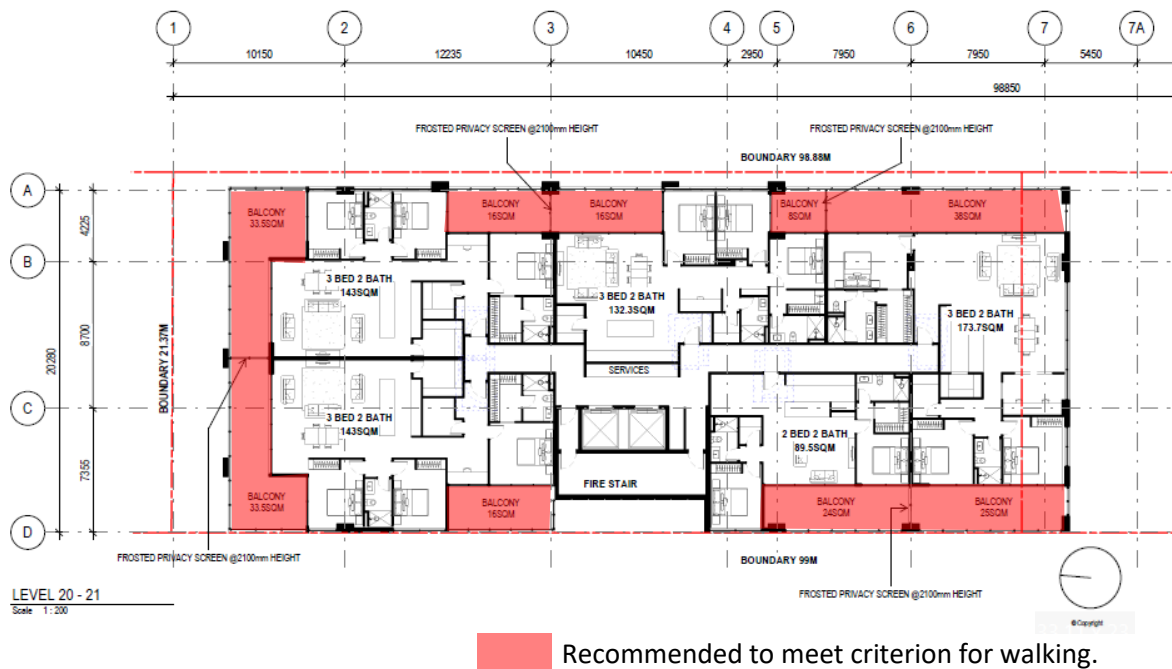 1 2 3 4 5 6 7 7A
10150 12235 10450 2950 7950 7950 5450
98850
FROSTED PRIVACY SCREEN @2100mm HEIGHT
FROSTED PRIVACY SCREEN @2100mm HEIGHT
BOUNDARY 98.88M
A
B
C
D
4225
8700
7355
20280
BOUNDARY 21.37M
BALCONY
33.5SQM
BALCONY
16SQM
BALCONY
16SQM
BALCONY
8SQM
BALCONY
38SQM
3 BED 2 BATH
143SQM
3 BED 2 BATH
132.3SQM
3 BED 2 BATH
173.7SQM
SERVICES
3 BED 2 BATH
143SQM
2 BED 2 BATH
89.5SQM
FIRE STAIR
BALCONY
33.5SQM
BALCONY
16SQM
BALCONY
24SQM
BALCONY
25SQM
FROSTED PRIVACY SCREEN @2100mm HEIGHT
BOUNDARY 99M
FROSTED PRIVACY SCREEN @2100mm HEIGHT
LEVEL 20 - 21
Scale 1 : 200
© Copyright
Recommended to meet criterion for walking.